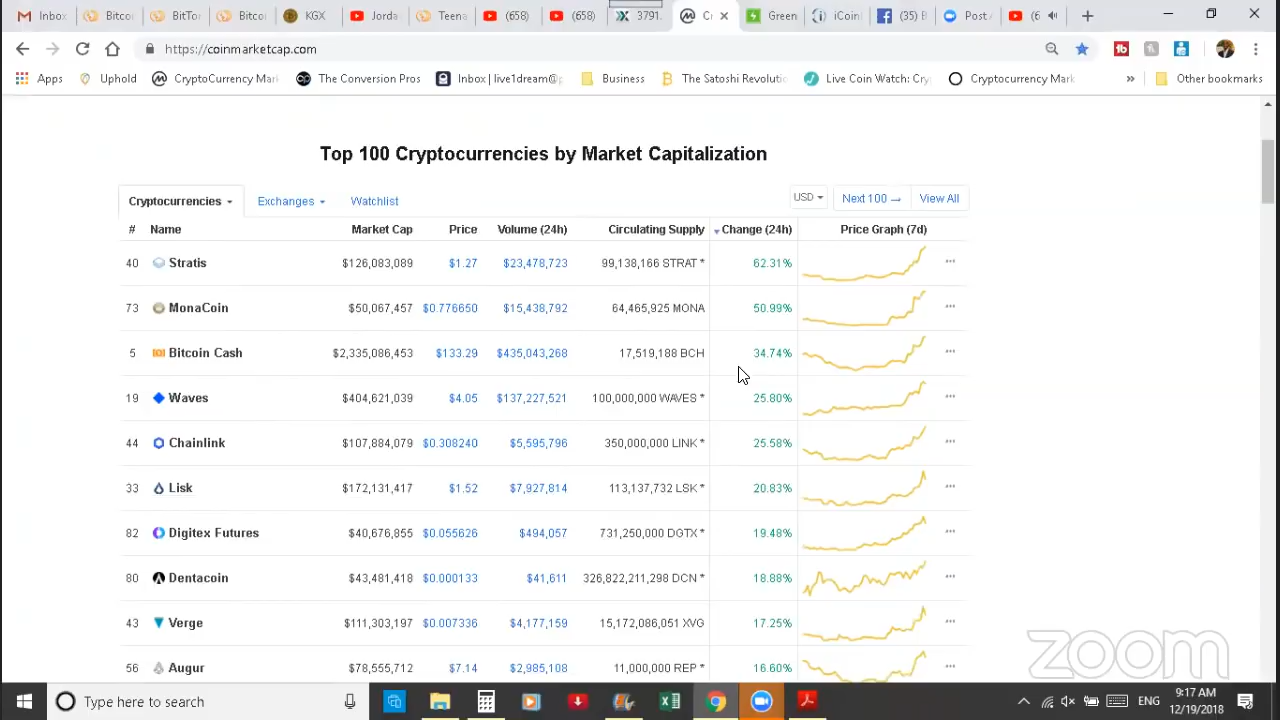 Inbox Bitco BitTor Bitco KGX Jorda Teena (658) (658) 3791. Cr Green iCoin (35) B Post (6
https://coinmarketcap.com
Apps Uphold CryptoCurrency Mar The Conversion Pros Inbox | live1dream@ Business The Satoshi Revolutio Live Coin Watch: Cry Cryptocurrency Mark » Other bookmarks
Top 100 Cryptocurrencies by Market Capitalization
Cryptocurrencies Exchanges Watchlist USD Next 100 → View All
# Name Market Cap Price Volume (24h) Circulating Supply Change (24h) Price Graph (7d)
40 Stratis $126,083,089 $1.27 $23,478,723 99,138,166 STRAT * 62.31%
73 MonaCoin $50,067,457 $0.776650 $15,438,792 64,465,925 MONA 50.99%
5 Bitcoin Cash $2,335,086,453 $133.29 $435,043,268 17,519,188 BCH 34.74%
19 Waves $404,621,039 $4.05 $137,227,521 100,000,000 WAVES * 25.80%
44 Chainlink $107,884,079 $0.308240 $5,595,796 350,000,000 LINK * 25.58%
33 Lisk $172,131,417 $1.52 $7,927,814 113,137,732 LSK * 20.83%
82 Digitex Futures $40,676,855 $0.055626 $494,057 731,250,000 DGTX * 19.48%
80 Dentacoin $43,481,418 $0.000133 $41,611 326,822,211,298 DCN * 18.88%
43 Verge $111,303,197 $0.007336 $4,177,159 15,172,086,051 XVG 17.25%
56 Augur $78,555,712 $7.14 $2,985,108 11,000,000 REP * 16.60%
zoom
Type here to search ENG 9:17 AM
12/19/2018